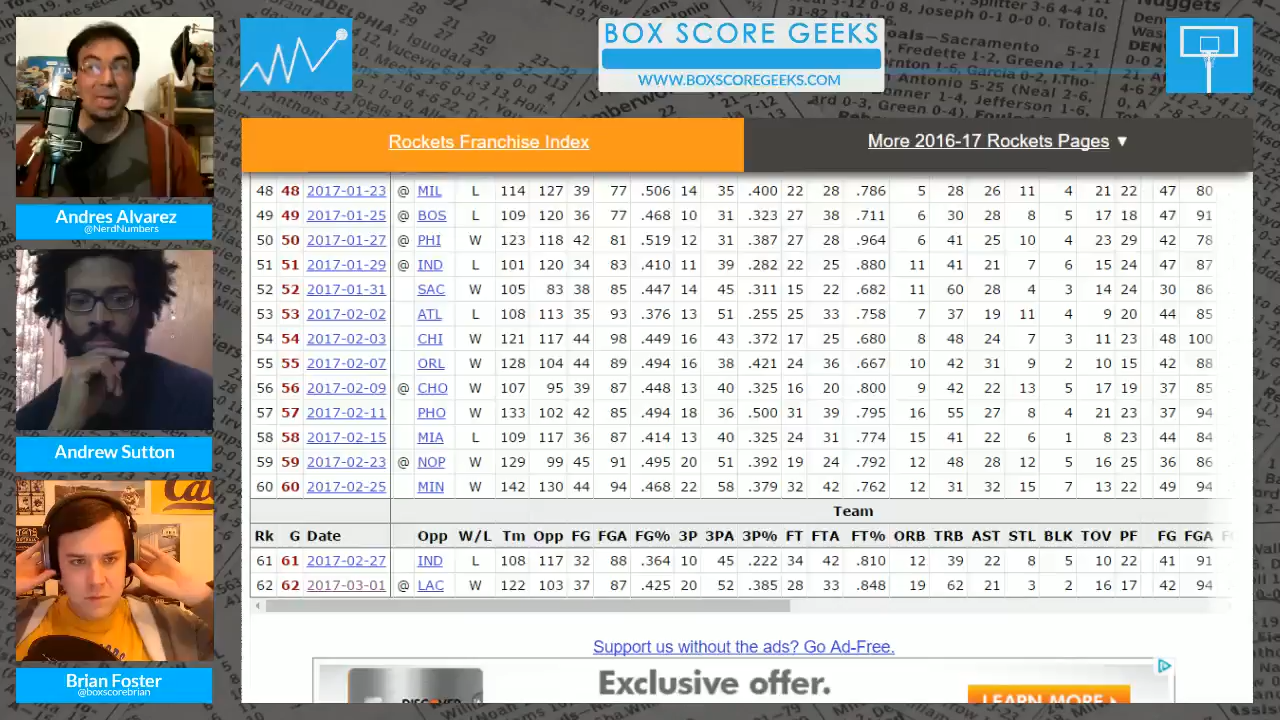 BOX SCORE GEEKS
WWW.BOXSCOREGEEKS.COM
Andres Alvarez
@NerdNumbers
Andrew Sutton
Brian Foster
@boxscorebrian
Rockets Franchise Index
More 2016-17 Rockets Pages ▼
48 48 2017-01-23 @ MIL L 114 127 39 77 .506 14 35 .400 22 28 .786 5 28 26 11 4 21 22 47 80
49 49 2017-01-25 @ BOS L 109 120 36 77 .468 10 31 .323 27 38 .711 6 30 28 8 5 17 18 47 91
50 50 2017-01-27 @ PHI W 123 118 42 81 .519 12 31 .387 27 28 .964 6 41 25 10 4 23 29 42 78
51 51 2017-01-29 @ IND L 101 120 34 83 .410 11 39 .282 22 25 .880 11 41 21 7 6 15 24 47 87
52 52 2017-01-31 SAC W 105 83 38 85 .447 14 45 .311 15 22 .682 11 60 28 4 3 14 24 30 86
53 53 2017-02-02 ATL L 108 113 35 93 .376 13 51 .255 25 33 .758 7 37 19 11 4 9 20 44 85
54 54 2017-02-03 CHI W 121 117 44 98 .449 16 43 .372 17 25 .680 8 48 24 7 3 11 23 48 100
55 55 2017-02-07 ORL W 128 104 44 89 .494 16 38 .421 24 36 .667 10 42 31 9 2 10 15 42 88
56 56 2017-02-09 @ CHO W 107 95 39 87 .448 13 40 .325 16 20 .800 9 42 22 13 5 17 19 37 85
57 57 2017-02-11 PHO W 133 102 42 85 .494 18 36 .500 31 39 .795 16 55 27 8 4 21 23 37 94
58 58 2017-02-15 MIA L 109 117 36 87 .414 13 40 .325 24 31 .774 15 41 22 6 1 8 23 44 84
59 59 2017-02-23 @ NOP W 129 99 45 91 .495 20 51 .392 19 24 .792 12 48 28 12 5 16 25 36 86
60 60 2017-02-25 MIN W 142 130 44 94 .468 22 58 .379 32 42 .762 12 31 32 15 7 13 22 49 94
Team
Rk G Date Opp W/L Tm Opp FG FGA FG% 3P 3PA 3P% FT FTA FT% ORB TRB AST STL BLK TOV PF FG FGA
61 61 2017-02-27 IND L 108 117 32 88 .364 10 45 .222 34 42 .810 12 39 22 8 5 10 22 41 91
62 62 2017-03-01 @ LAC W 122 103 37 87 .425 20 52 .385 28 33 .848 19 62 21 3 2 16 17 42 94
Support us without the ads? Go Ad-Free.
Exclusive offer.
LEARN MORE